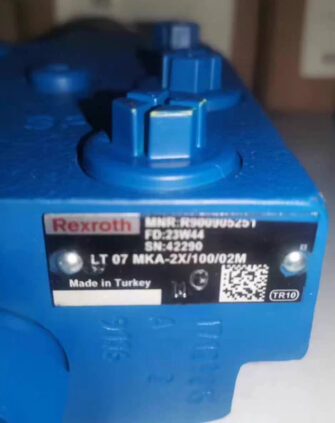 Rexroth
MNR:R900905251
FD:23W44
SN:42290
LT 07 MKA-2X/100/02M
Made in Turkey
TR10